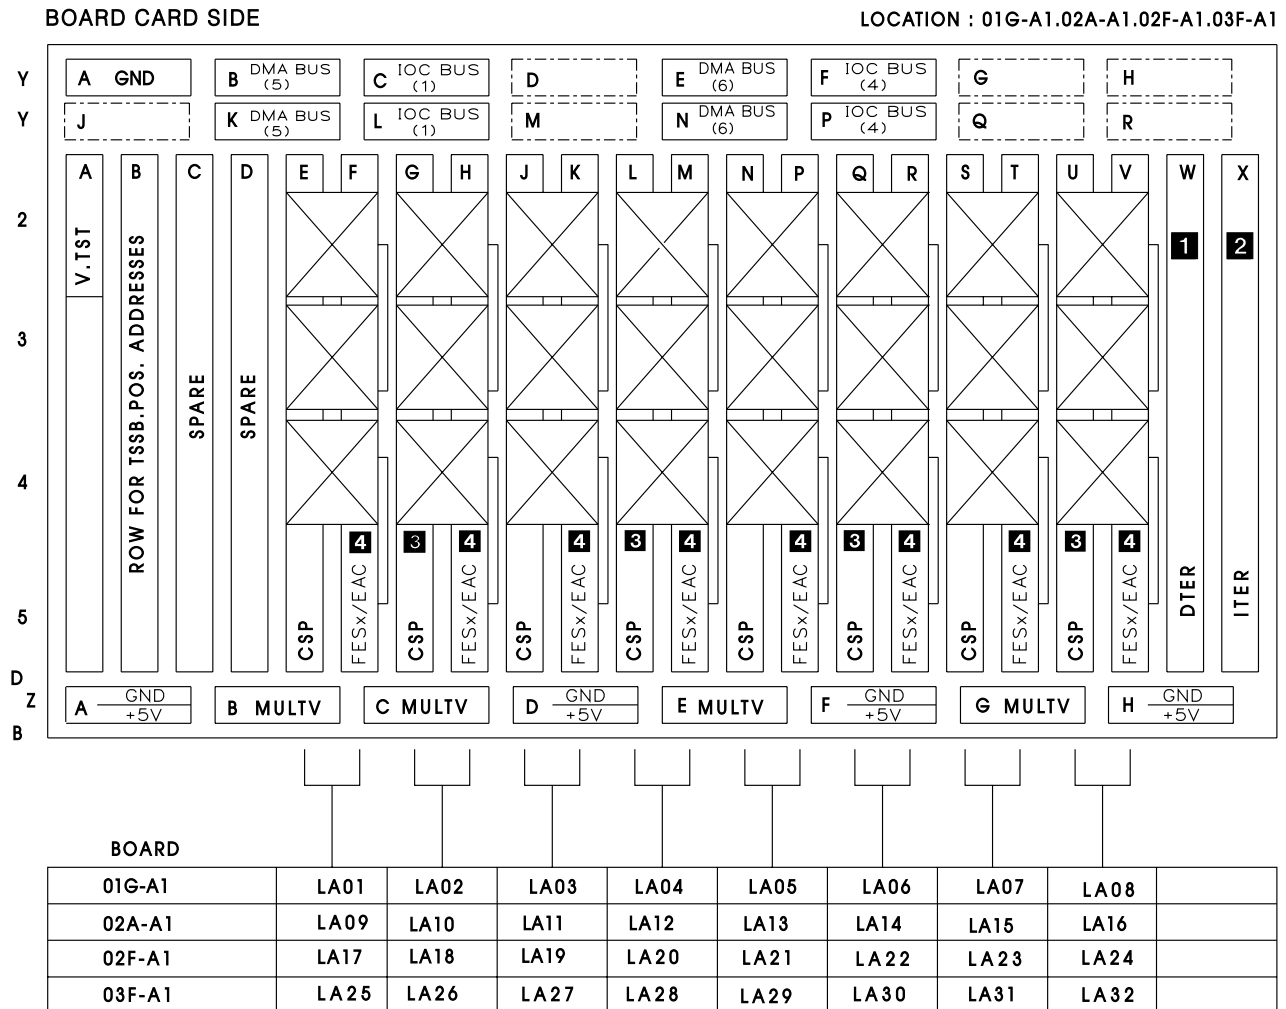 BOARD CARD SIDE
LOCATION : 01G-A1.02A-A1.02F-A1.03F-A1
Y A GND B DMA BUS (5) C IOC BUS (1) D E DMA BUS (6) F IOC BUS (4) G H
Y J K DMA BUS (5) L IOC BUS (1) M N DMA BUS (6) P IOC BUS (4) Q R
A B C D E F G H J K L M N P Q R S T U V W X
2
3
4
5
V.TST
ROW FOR TSSB.POS. ADDRESSES
SPARE
SPARE
1 2
4 3 4 4 3 4 4 3 4 4 3 4
CSP FESx/EAC CSP FESx/EAC CSP FESx/EAC CSP FESx/EAC CSP FESx/EAC CSP FESx/EAC CSP FESx/EAC CSP FESx/EAC DTER ITER
D
Z A GND +5V B MULTV C MULTV D GND +5V E MULTV F GND +5V G MULTV H GND +5V
B
BOARD
01G-A1 LA01 LA02 LA03 LA04 LA05 LA06 LA07 LA08
02A-A1 LA09 LA10 LA11 LA12 LA13 LA14 LA15 LA16
02F-A1 LA17 LA18 LA19 LA20 LA21 LA22 LA23 LA24
03F-A1 LA25 LA26 LA27 LA28 LA29 LA30 LA31 LA32